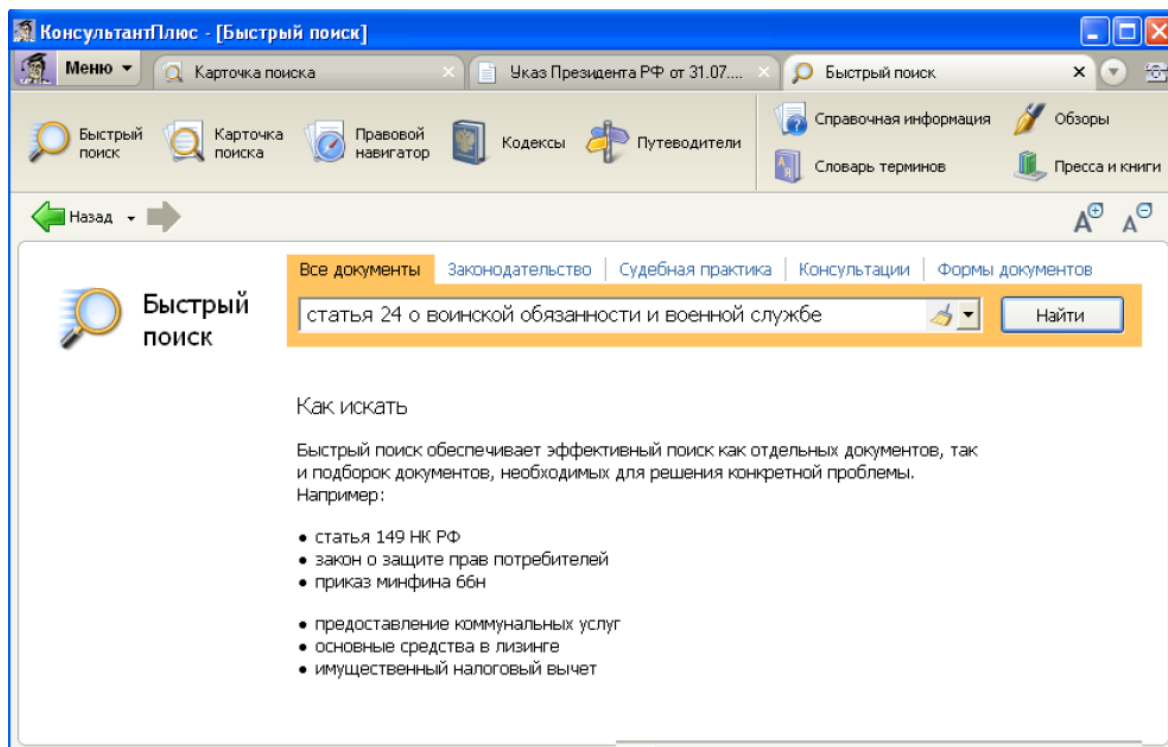 КонсультантПлюс - [Быстрый поиск]
Меню
Карточка поиска
Указ Президента РФ от 31.07....
Быстрый поиск
Быстрый
поиск
Карточка
поиска
Правовой
навигатор
Кодексы
Путеводители
Справочная информация
Обзоры
Словарь терминов
Пресса и книги
Назад
Все документы
Законодательство
Судебная практика
Консультации
Формы документов
Быстрый
поиск
статья 24 о воинской обязанности и военной службе
Найти
Как искать
Быстрый поиск обеспечивает эффективный поиск как отдельных документов, так
и подборок документов, необходимых для решения конкретной проблемы.
Например:
• статья 149 НК РФ
• закон о защите прав потребителей
• приказ минфина 66н
• предоставление коммунальных услуг
• основные средства в лизинге
• имущественный налоговый вычет